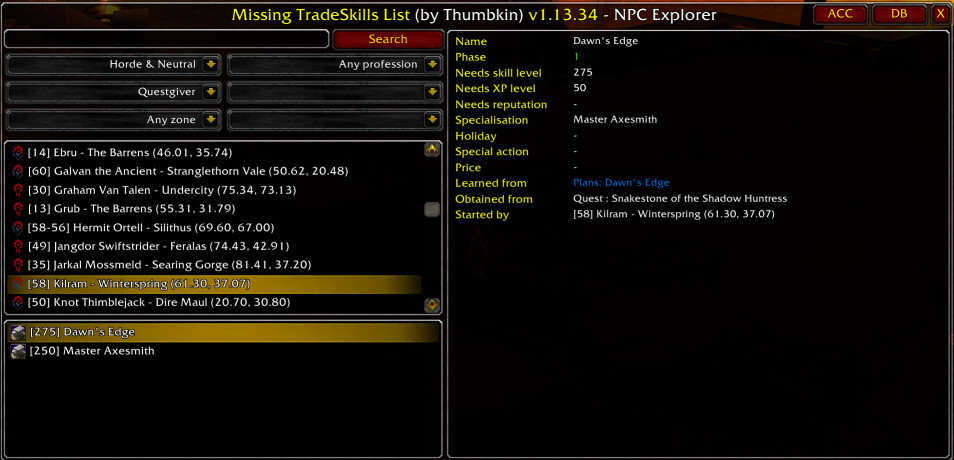 Missing TradeSkills List (by Thumbkin) v1.13.34 - NPC Explorer
ACC
DB
X
Search
Horde & Neutral
Any profession
Questgiver
Any zone
[14] Ebru - The Barrens (46.01, 35.74)
[60] Galvan the Ancient - Stranglethorn Vale (50.62, 20.48)
[30] Graham Van Talen - Undercity (75.34, 73.13)
[13] Grub - The Barrens (55.31, 31.79)
[58-56] Hermit Ortell - Silithus (69.60, 67.00)
[49] Jangdor Swiftstrider - Feralas (74.43, 42.91)
[35] Jarkal Mossmeld - Searing Gorge (81.41, 37.20)
[58] Kilram - Winterspring (61.30, 37.07)
[50] Knot Thimblejack - Dire Maul (20.70, 30.80)
[275] Dawn's Edge
[250] Master Axesmith
Name Dawn's Edge
Phase 1
Needs skill level 275
Needs XP level 50
Needs reputation -
Specialisation Master Axesmith
Holiday -
Special action -
Price -
Learned from Plans: Dawn's Edge
Obtained from Quest : Snakestone of the Shadow Huntress
Started by [58] Kilram - Winterspring (61.30, 37.07)